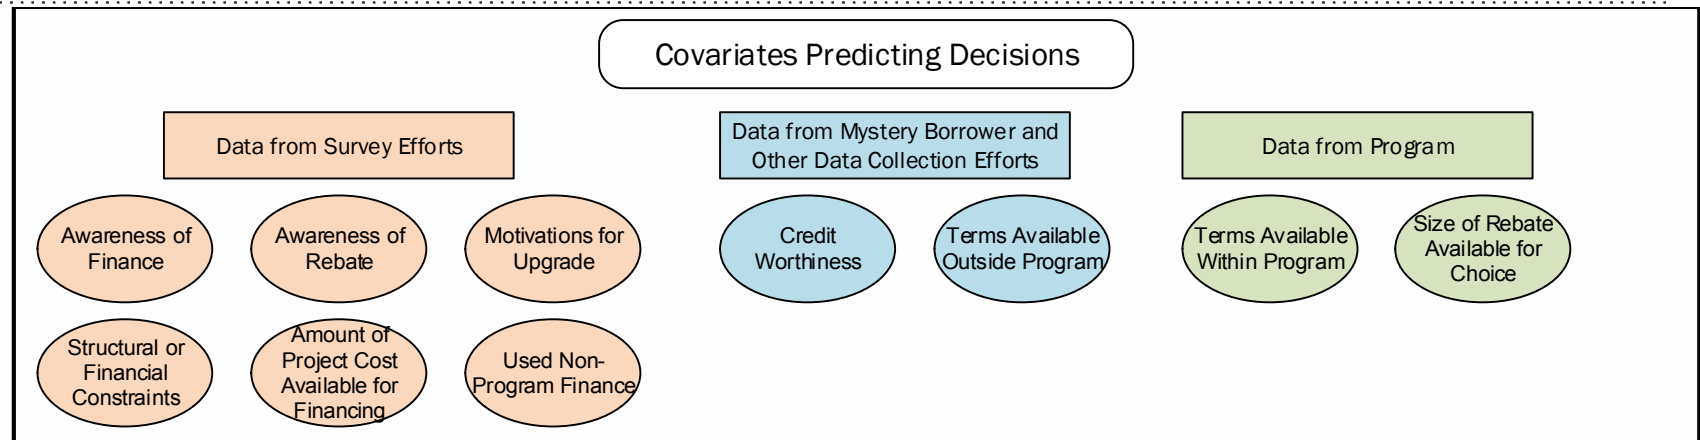 Covariates Predicting Decisions
Data from Survey Efforts
Data from Mystery Borrower and
Other Data Collection Efforts
Data from Program
Awareness of
Finance
Awareness of
Rebate
Motivations for
Upgrade
Credit
Worthiness
Terms Available
Outside Program
Terms Available
Within Program
Size of Rebate
Available for
Choice
Structural or
Financial
Constraints
Amount of
Project Cost
Available for
Financing
Used Non-
Program Finance